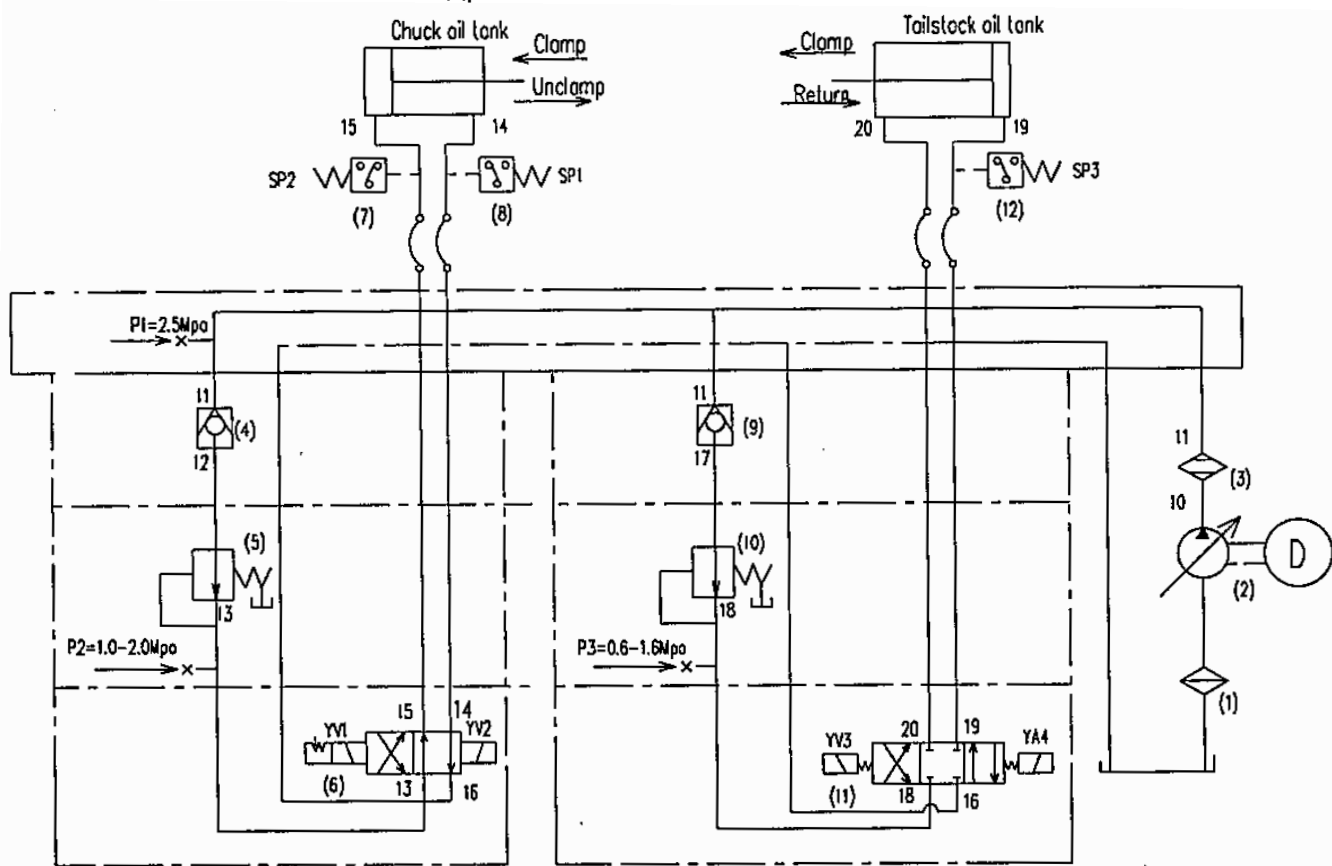 Chuck oil tank
Tailstock oil tank
Clamp
Unclamp
Clamp
Return
15
14
20
19
SP2
SP1
SP3
(7)
(8)
(12)
P1=2.5Mpa
11
(4)
12
11
(9)
17
11
(3)
10
D
(2)
(5)
13
(10)
18
P2=1.0-2.0Mpa
P3=0.6-1.6Mpa
(1)
15
14
YV1
YV2
(6)
13
16
20
19
YV3
YA4
(11)
18
16